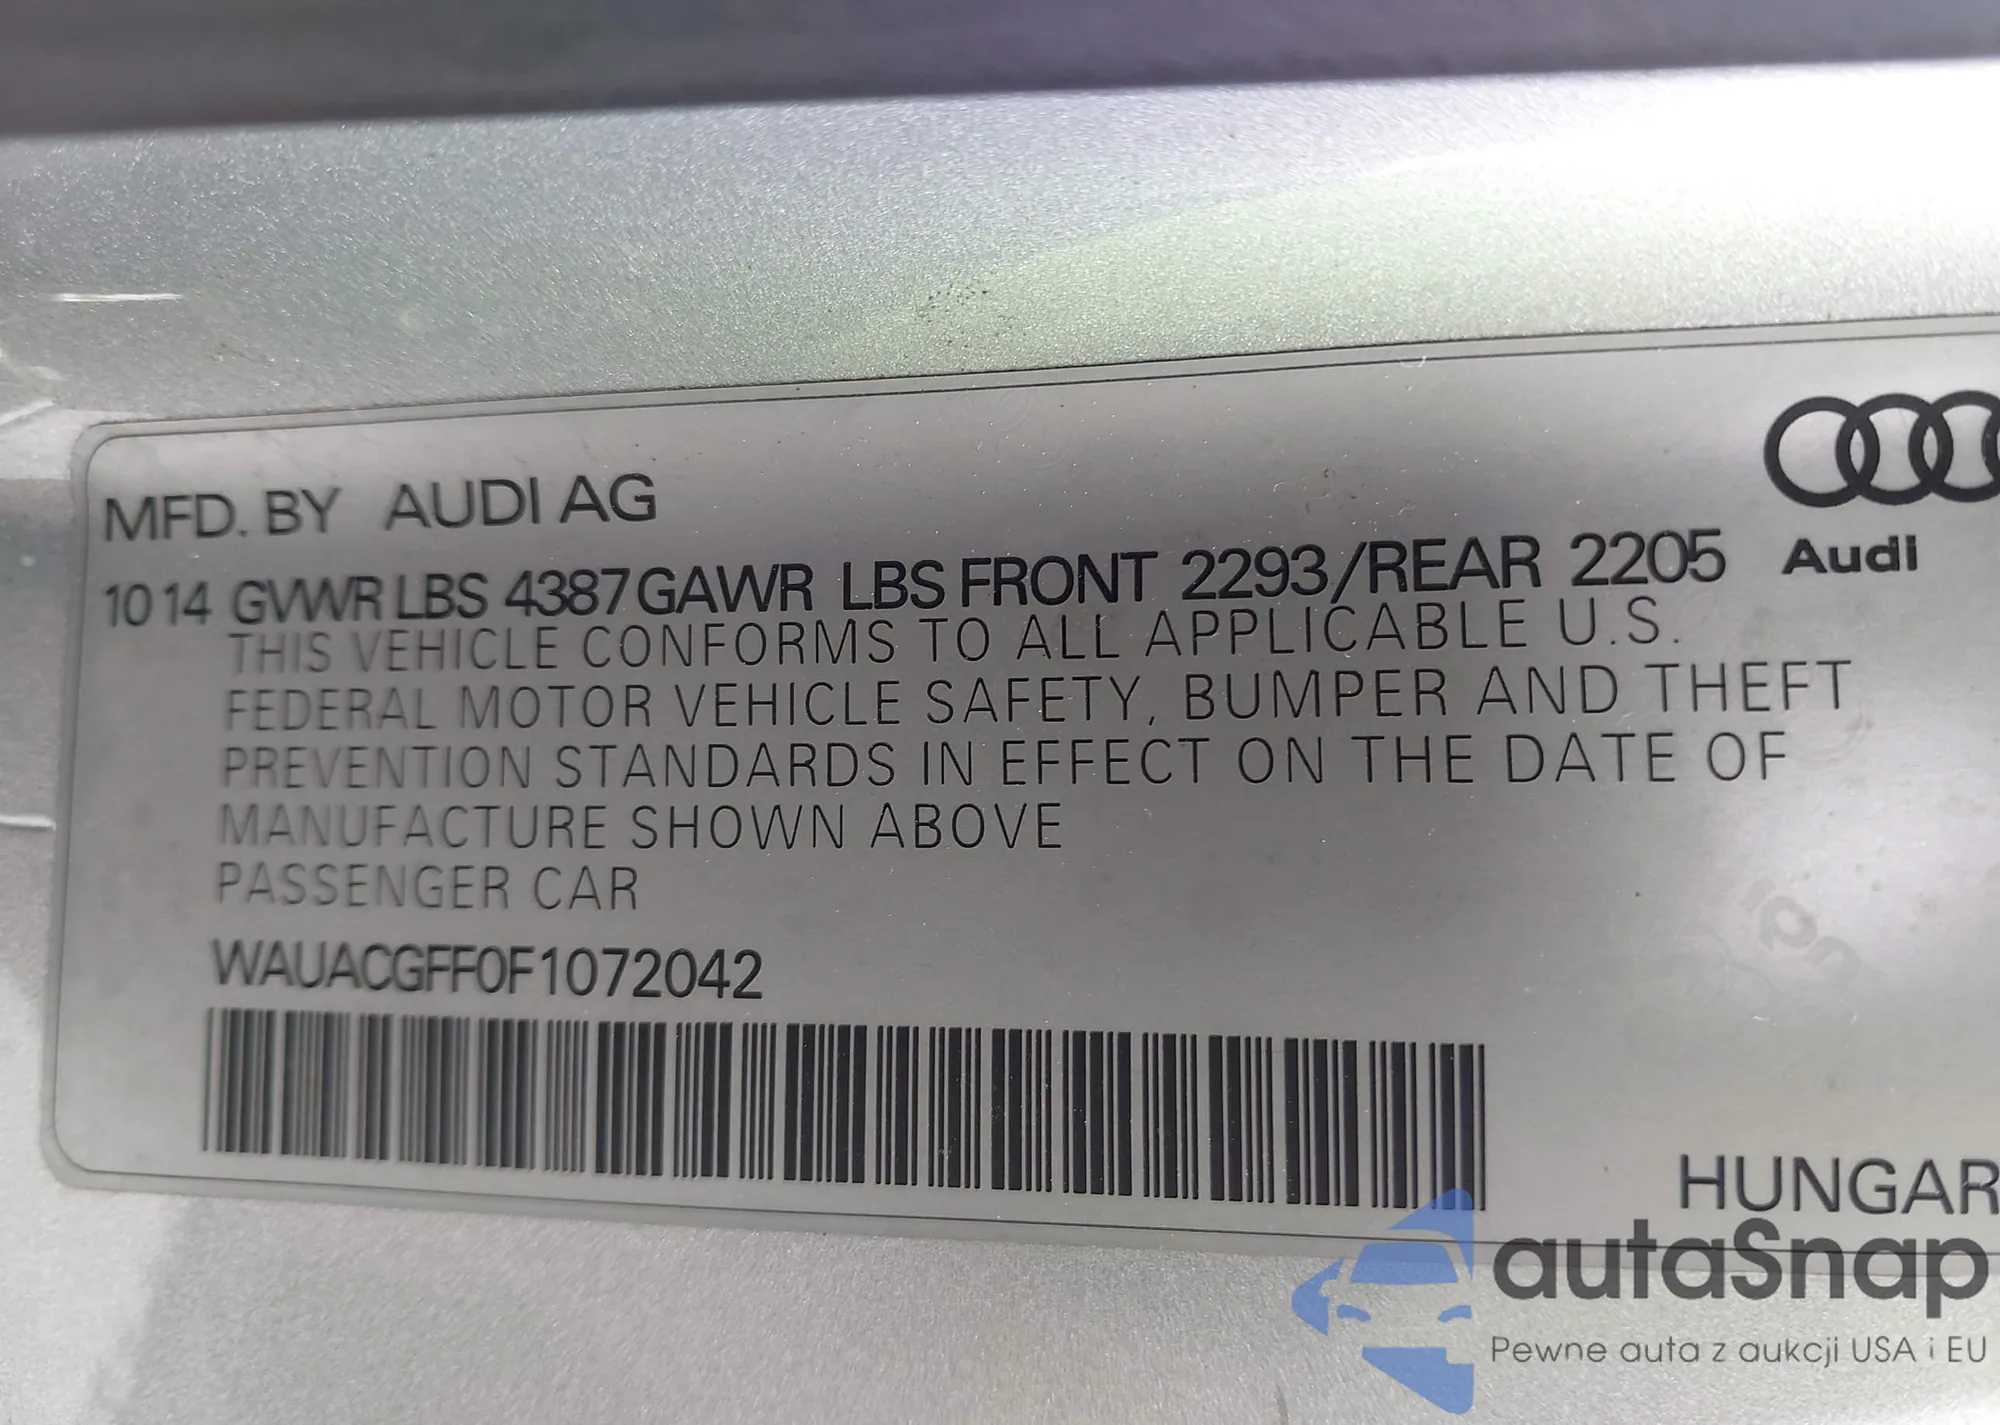 MFD. BY AUDI AG
1014 GVWR LBS 4387 GAWR LBS FRONT 2293/REAR 2205
Audi
THIS VEHICLE CONFORMS TO ALL APPLICABLE U.S.
FEDERAL MOTOR VEHICLE SAFETY, BUMPER AND THEFT
PREVENTION STANDARDS IN EFFECT ON THE DATE OF
MANUFACTURE SHOWN ABOVE
PASSENGER CAR
WAUACGFF0F1072042
HUNGAR
autaSnap
Pewne auta z aukcji USA i EU